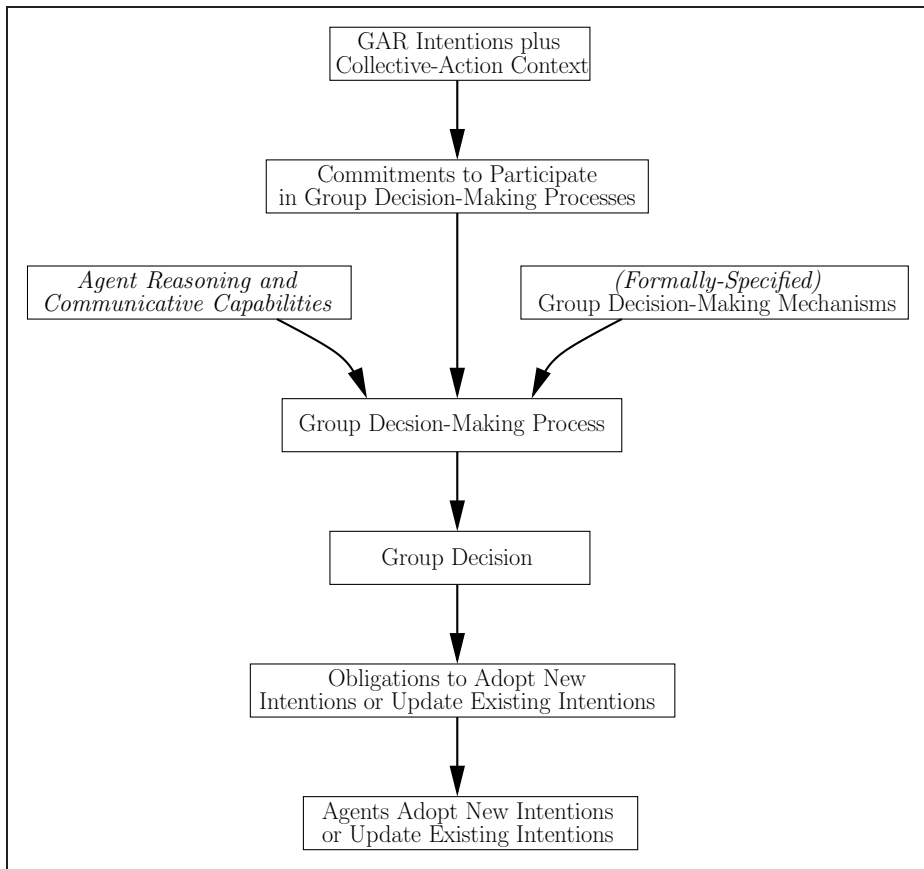 GAR Intentions plus
Collective-Action Context
Commitments to Participate
in Group Decision-Making Processes
Agent Reasoning and
Communicative Capabilities
(Formally-Specified)
Group Decision-Making Mechanisms
Group Decsion-Making Process
Group Decision
Obligations to Adopt New
Intentions or Update Existing Intentions
Agents Adopt New Intentions
or Update Existing Intentions